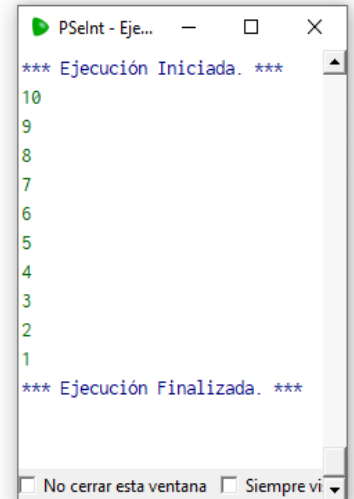 PSeInt - Eje...
*** Ejecución Iniciada. ***
10
9
8
7
6
5
4
3
2
1
*** Ejecución Finalizada. ***
No cerrar esta ventana Siempre vi